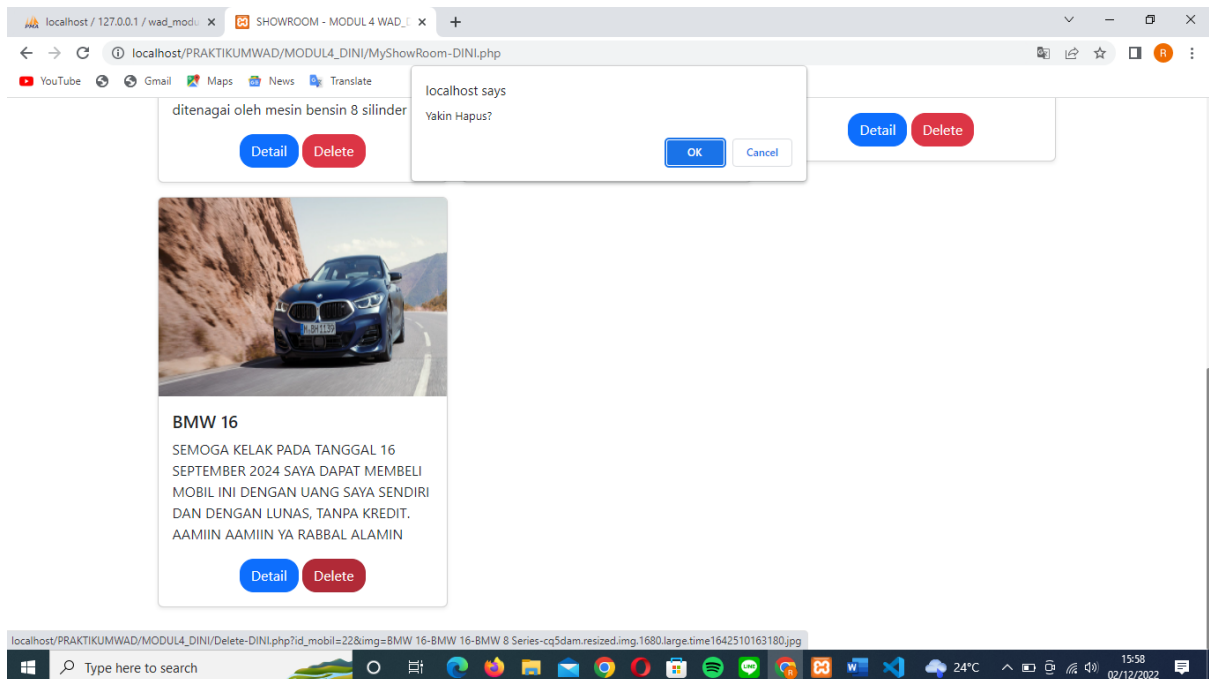 localhost / 127.0.0.1 / wad_modu
SHOWROOM - MODUL 4 WAD_
localhost/PRAKTIKUMWAD/MODUL4_DINI/MyShowRoom-DINI.php
R
YouTube Gmail Maps News Translate
localhost says
Yakin Hapus?
OK Cancel
ditenagai oleh mesin bensin 8 silinder
Detail Delete
Detail Delete
BMW 16
SEMOGA KELAK PADA TANGGAL 16
SEPTEMBER 2024 SAYA DAPAT MEMBELI
MOBIL INI DENGAN UANG SAYA SENDIRI
DAN DENGAN LUNAS, TANPA KREDIT.
AAMIIN AAMIIN YA RABBAL ALAMIN
Detail Delete
localhost/PRAKTIKUMWAD/MODUL4_DINI/Delete-DINI.php?id_mobil=22&img=BMW 16-BMW 16-BMW 8 Series-cq5dam.resized.img.1680.large.time1642510163180.jpg
Type here to search
24°C
15:58
02/12/2022